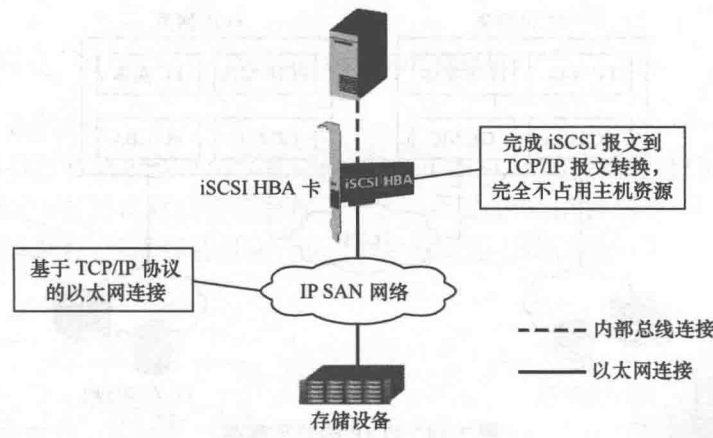 完成 iSCSI 报文到
TCP/IP 报文转换，
完全不占用主机资源
iSCSI HBA 卡
iSCSI HBA
基于 TCP/IP 协议
的以太网连接
IP SAN 网络
内部总线连接
以太网连接
存储设备